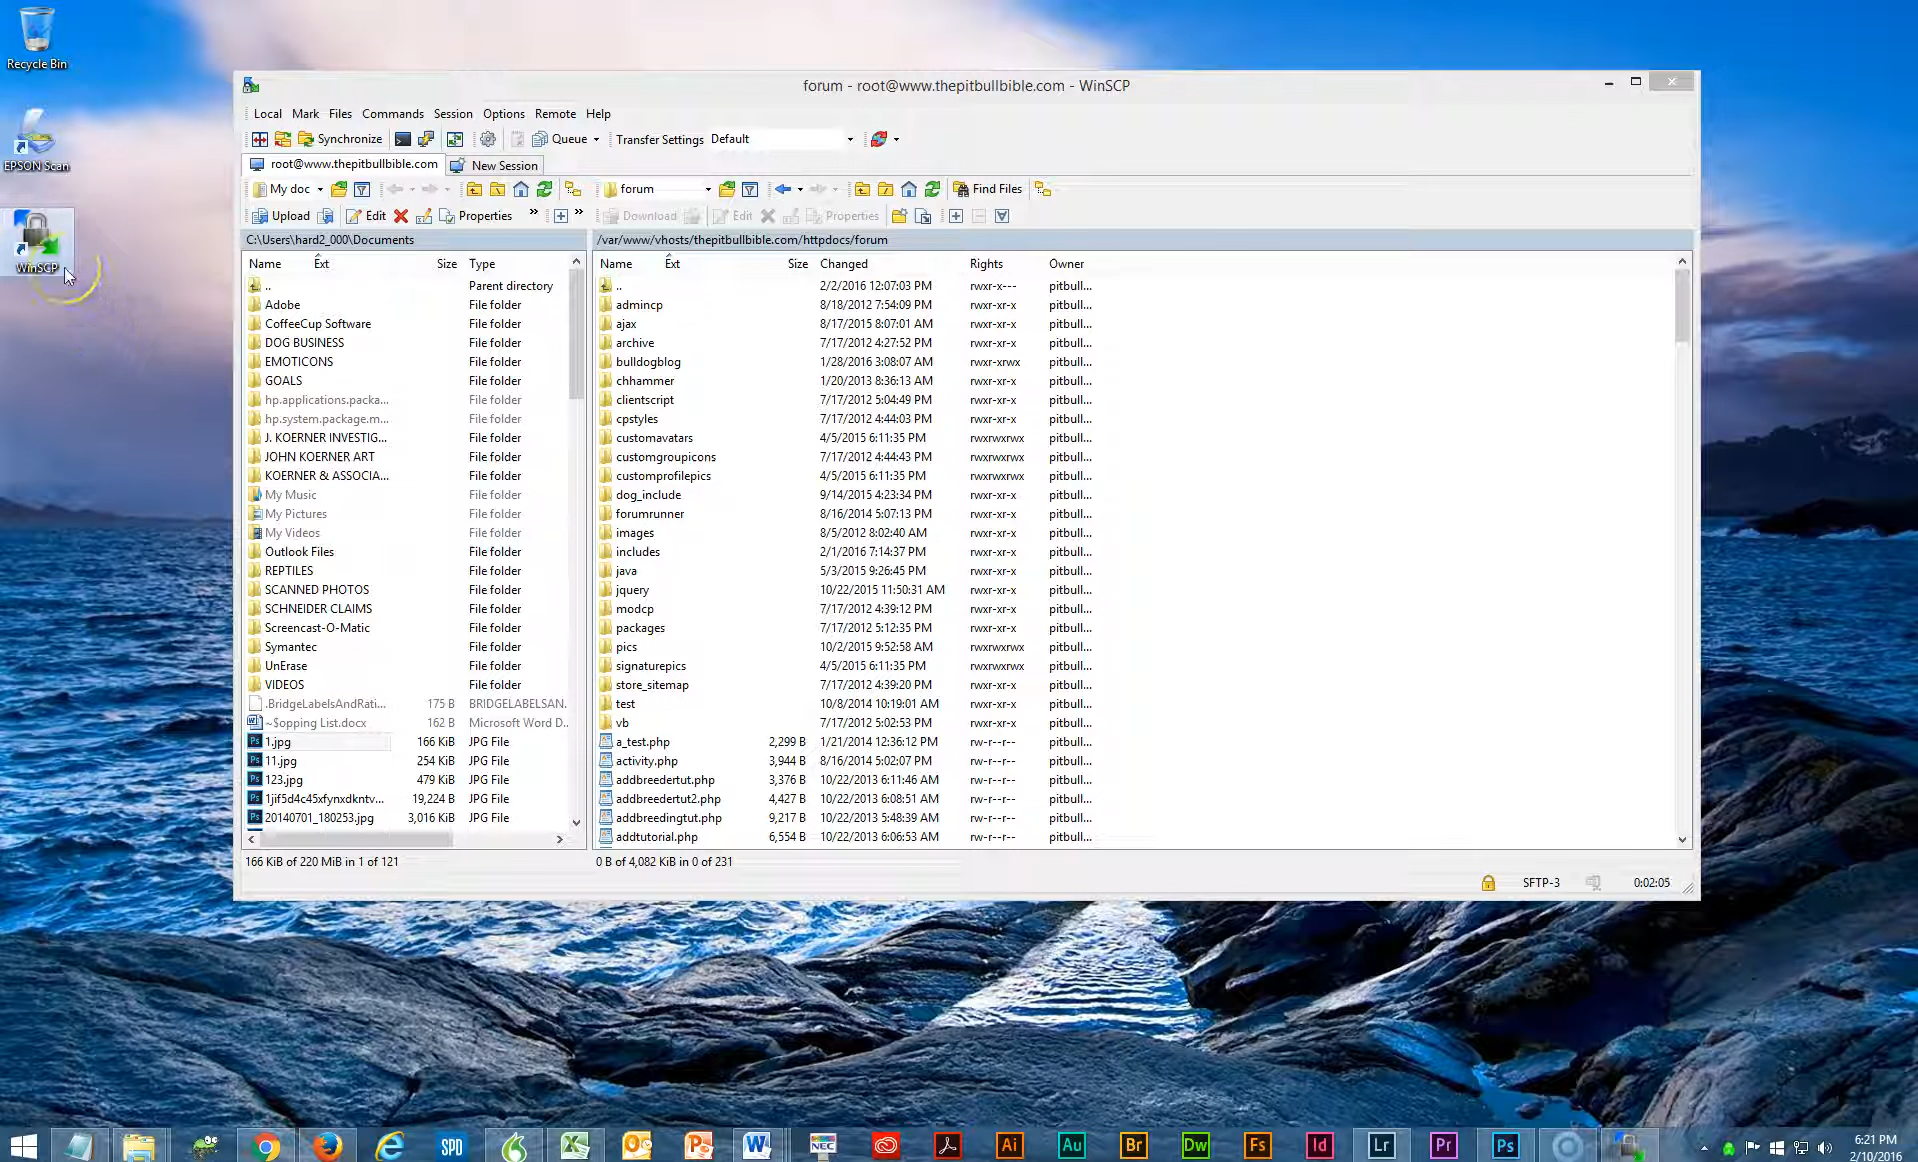 Recycle Bin
EPSON Scan
WinSCP
forum - root@www.thepitbullbible.com - WinSCP
Local Mark Files Commands Session Options Remote Help
Synchronize Queue Transfer Settings Default
root@www.thepitbullbible.com New Session
My doc forum Find Files
Upload Edit Properties » » Download Edit Properties
C:\Users\hard2_000\Documents /var/www/vhosts/thepitbullbible.com/httpdocs/forum
Name Ext Size Type Name Ext Size Changed Rights Owner
.. Parent directory .. 2/2/2016 12:07:03 PM rwxr-x--- pitbull...
Adobe File folder admincp 8/18/2012 7:54:09 PM rwxr-xr-x pitbull...
CoffeeCup Software File folder ajax 8/17/2015 8:07:01 AM rwxr-xr-x pitbull...
DOG BUSINESS File folder archive 7/17/2012 4:27:52 PM rwxr-xr-x pitbull...
EMOTICONS File folder bulldogblog 1/28/2016 3:08:07 AM rwxr-xrwx pitbull...
GOALS File folder chhammer 1/20/2013 8:36:13 AM rwxr-xr-x pitbull...
hp.applications.packa... File folder clientscript 7/17/2012 5:04:49 PM rwxr-xr-x pitbull...
hp.system.package.m... File folder cpstyles 7/17/2012 4:44:03 PM rwxr-xr-x pitbull...
J. KOERNER INVESTIG... File folder customavatars 4/5/2015 6:11:35 PM rwxrwxrwx pitbull...
JOHN KOERNER ART File folder customgroupicons 7/17/2012 4:44:43 PM rwxrwxrwx pitbull...
KOERNER & ASSOCIA... File folder customprofilepics 4/5/2015 6:11:35 PM rwxrwxrwx pitbull...
My Music File folder dog_include 9/14/2015 4:23:34 PM rwxr-xr-x pitbull...
My Pictures File folder forumrunner 8/16/2014 5:07:13 PM rwxr-xr-x pitbull...
My Videos File folder images 8/5/2012 8:02:40 AM rwxr-xr-x pitbull...
Outlook Files File folder includes 2/1/2016 7:14:37 PM rwxr-xr-x pitbull...
REPTILES File folder java 5/3/2015 9:26:45 PM rwxr-xr-x pitbull...
SCANNED PHOTOS File folder jquery 10/22/2015 11:50:31 AM rwxr-xr-x pitbull...
SCHNEIDER CLAIMS File folder modcp 7/17/2012 4:39:12 PM rwxr-xr-x pitbull...
Screencast-O-Matic File folder packages 7/17/2012 5:12:35 PM rwxr-xr-x pitbull...
Symantec File folder pics 10/2/2015 9:52:58 AM rwxrwxrwx pitbull...
UnErase File folder signaturepics 4/5/2015 6:11:35 PM rwxrwxrwx pitbull...
VIDEOS File folder store_sitemap 7/17/2012 4:39:20 PM rwxr-xr-x pitbull...
.BridgeLabelsAndRati... 175 B BRIDGELABELSAN. test 10/8/2014 10:19:01 AM rwxr-xr-x pitbull...
~$opping List.docx 162 B Microsoft Word D.. vb 7/17/2012 5:02:53 PM rwxr-xr-x pitbull...
1.jpg 166 KiB JPG File a_test.php 2,299 B 1/21/2014 12:36:12 PM rw-r--r-- pitbull...
11.jpg 254 KiB JPG File activity.php 3,944 B 8/16/2014 5:02:07 PM rw-r--r-- pitbull...
123.jpg 479 KiB JPG File addbreedertut.php 3,376 B 10/22/2013 6:11:46 AM rw-r--r-- pitbull...
1jif5d4c45xfynxdkntv... 19,224 B JPG File addbreedertut2.php 4,427 B 10/22/2013 6:08:51 AM rw-r--r-- pitbull...
20140701_180253.jpg 3,016 KiB JPG File addbreedingtut.php 9,217 B 10/22/2013 5:48:39 AM rw-r--r-- pitbull...
addtutorial.php 6,554 B 10/22/2013 6:06:53 AM rw-r--r-- pitbull...
166 KiB of 220 MiB in 1 of 121 0 B of 4,082 KiB in 0 of 231
SFTP-3 0:02:05
SPD NEC Ai Au Br Dw Fs Id Lr Pr Ps
6:21 PM
2/10/2016